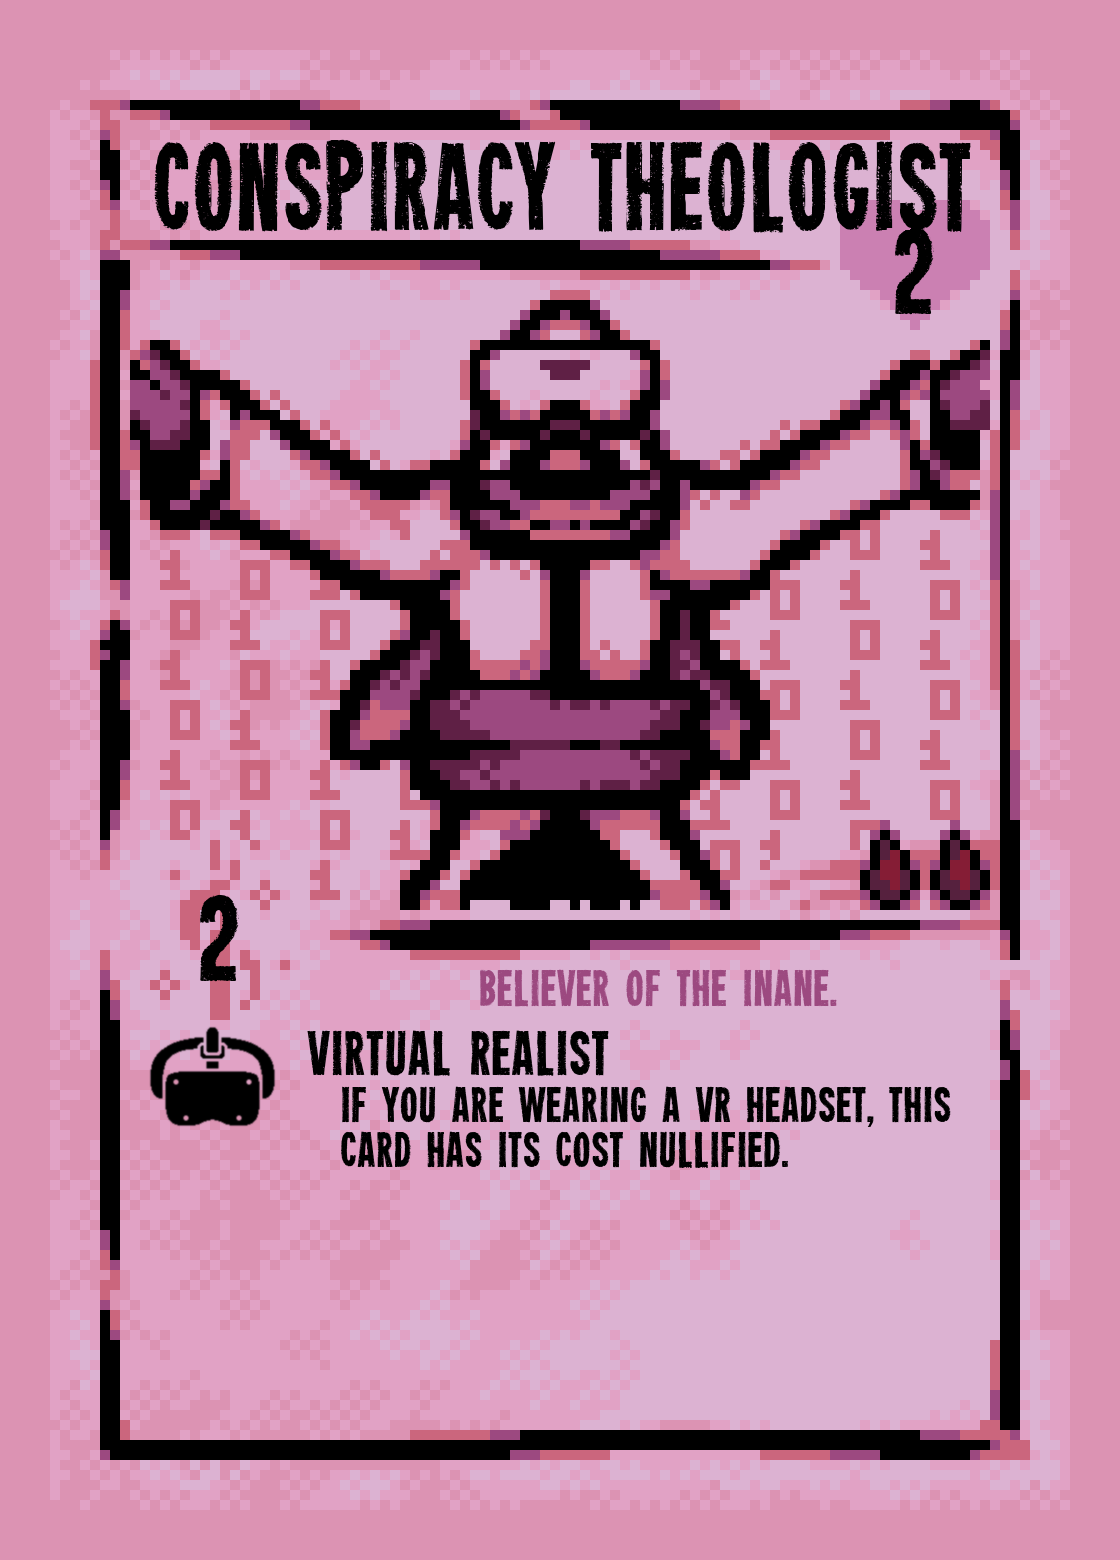 CONSPIRACY THEOLOGIST
2
2
BELIEVER OF THE INANE.
VIRTUAL REALIST
IF YOU ARE WEARING A VR HEADSET, THIS
CARD HAS ITS COST NULLIFIED.